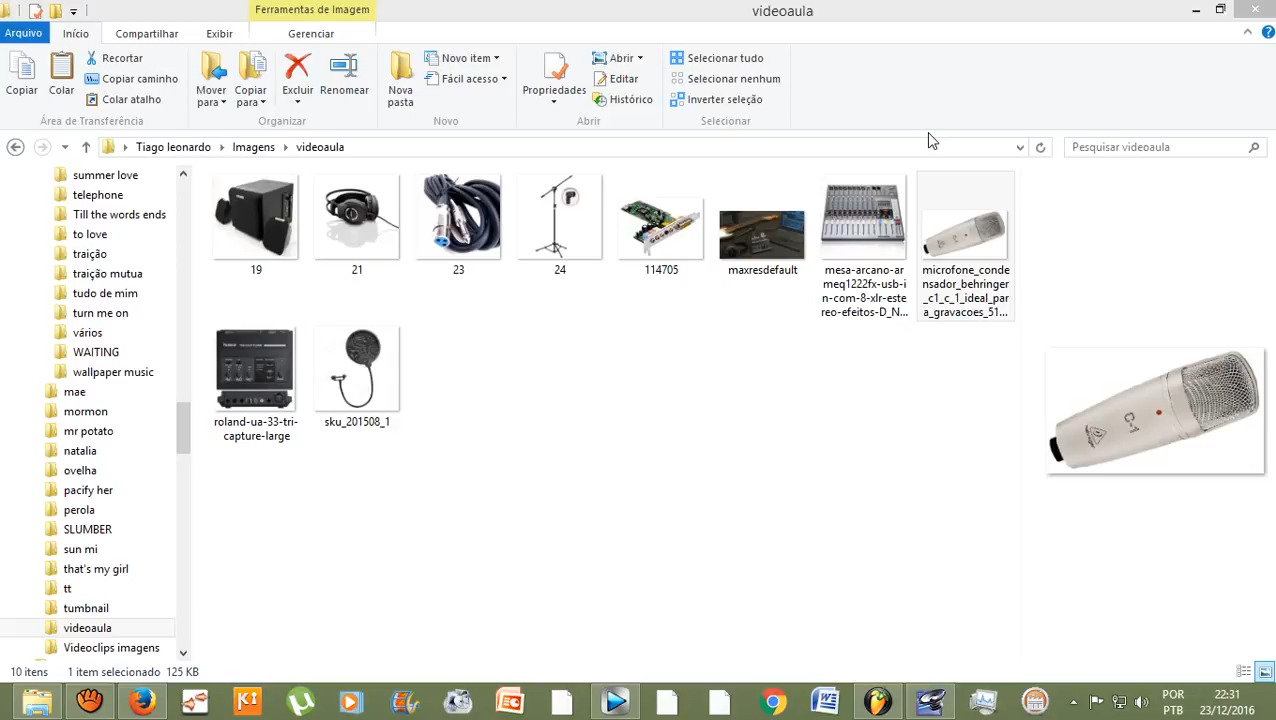 Ferramentas de Imagem
videoaula
Arquivo
Início
Compartilhar
Exibir
Gerenciar
Copiar
Colar
Recortar
Copiar caminho
Colar atalho
Área de Transferência
Mover para
Copiar para
Excluir
Renomear
Organizar
Nova pasta
Novo item
Fácil acesso
Novo
Propriedades
Abrir
Editar
Histórico
Abrir
Selecionar tudo
Selecionar nenhum
Inverter seleção
Selecionar
Tiago leonardo
Imagens
videoaula
Pesquisar videoaula
summer love
telephone
Till the words ends
to love
traição
traição mutua
tudo de mim
turn me on
vários
WAITING
wallpaper music
mae
mormon
mr potato
natalia
ovelha
pacify her
perola
SLUMBER
sun mi
that's my girl
tt
tumbnail
videoaula
Videoclips imagens
19
21
23
24
114705
maxresdefault
mesa-arcano-ar
meq1222fx-usb-i
n-com-8-xlr-este
reo-efeitos-D_N...
microfone_conde
nsador_behringer
_c1_c_1_ideal_par
a_gravacoes_51...
roland-ua-33-tri-
capture-large
sku_201508_1
C-1
10 itens
1 item selecionado 125 KB
POR
PTB
22:31
23/12/2016